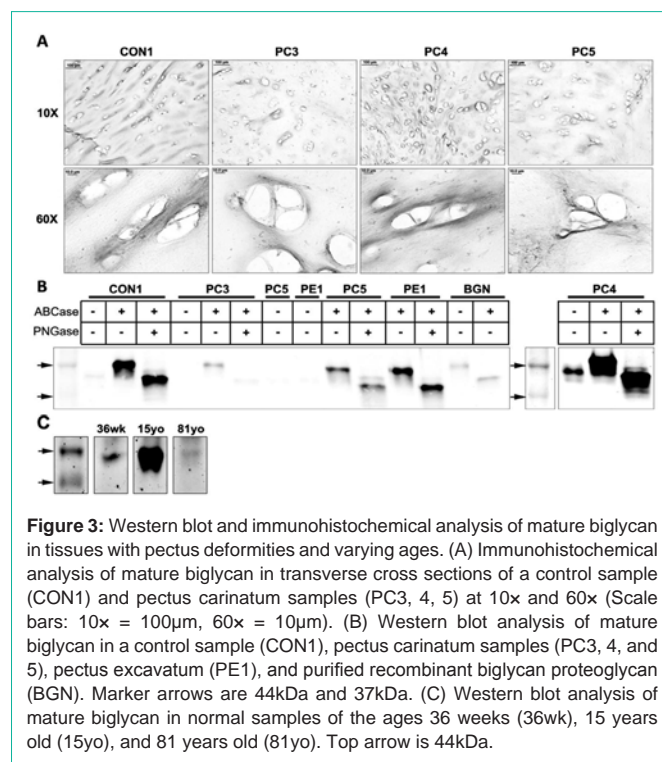 A
CON1 PC3 PC4 PC5
10X
60X
B
CON1 PC3 PC5 PE1 PC5 PE1 BGN PC4
ABCase - + + - + + - - + + + + - + - + +
PNGase - - + - - + - - - + - + - - - - +
C
36wk 15yo 81yo
Figure 3: Western blot and immunohistochemical analysis of mature biglycan
in tissues with pectus deformities and varying ages. (A) Immunohistochemical
analysis of mature biglycan in transverse cross sections of a control sample
(CON1) and pectus carinatum samples (PC3, 4, 5) at 10× and 60× (Scale
bars: 10× = 100µm, 60× = 10µm). (B) Western blot analysis of mature
biglycan in a control sample (CON1), pectus carinatum samples (PC3, 4, and
5), pectus excavatum (PE1), and purified recombinant biglycan proteoglycan
(BGN). Marker arrows are 44kDa and 37kDa. (C) Western blot analysis of
mature biglycan in normal samples of the ages 36 weeks (36wk), 15 years
old (15yo), and 81 years old (81yo). Top arrow is 44kDa.